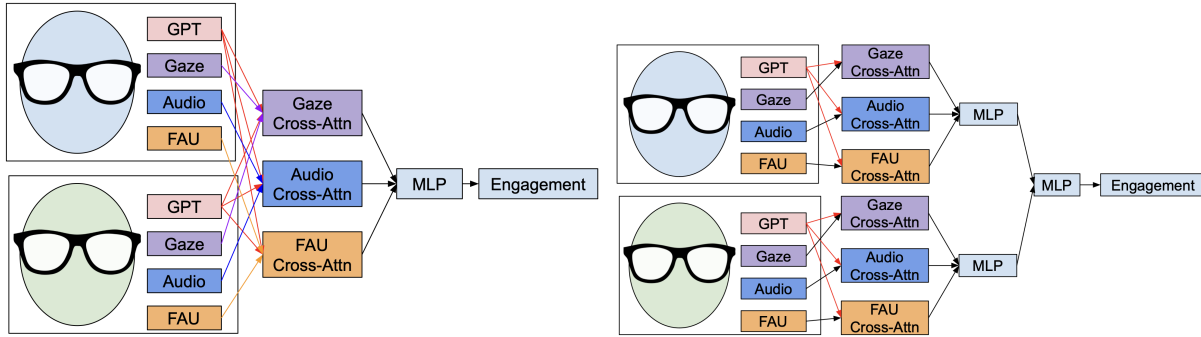 GPT
Gaze
Audio
FAU
GPT
Gaze
Audio
FAU
Gaze
Cross-Attn
Audio
Cross-Attn
FAU
Cross-Attn
MLP
Engagement
GPT
Gaze
Audio
FAU
Gaze
Cross-Attn
Audio
Cross-Attn
FAU
Cross-Attn
MLP
GPT
Gaze
Audio
FAU
Gaze
Cross-Attn
Audio
Cross-Attn
FAU
Cross-Attn
MLP
MLP
Engagement